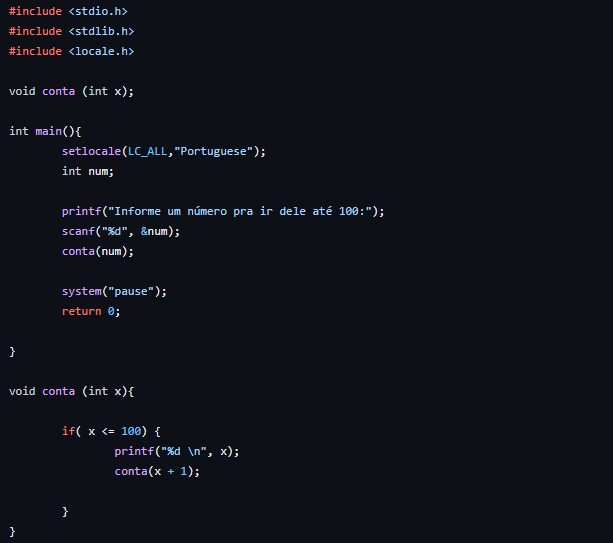 #include <stdio.h>
#include <stdlib.h>
#include <locale.h>

void conta (int x);

int main(){
        setlocale(LC_ALL,"Portuguese");
        int num;

        printf("Informe um número pra ir dele até 100:");
        scanf("%d", &num);
        conta(num);

        system("pause");
        return 0;

}

void conta (int x){

        if( x <= 100) {
                printf("%d \n", x);
                conta(x + 1);

        }
}